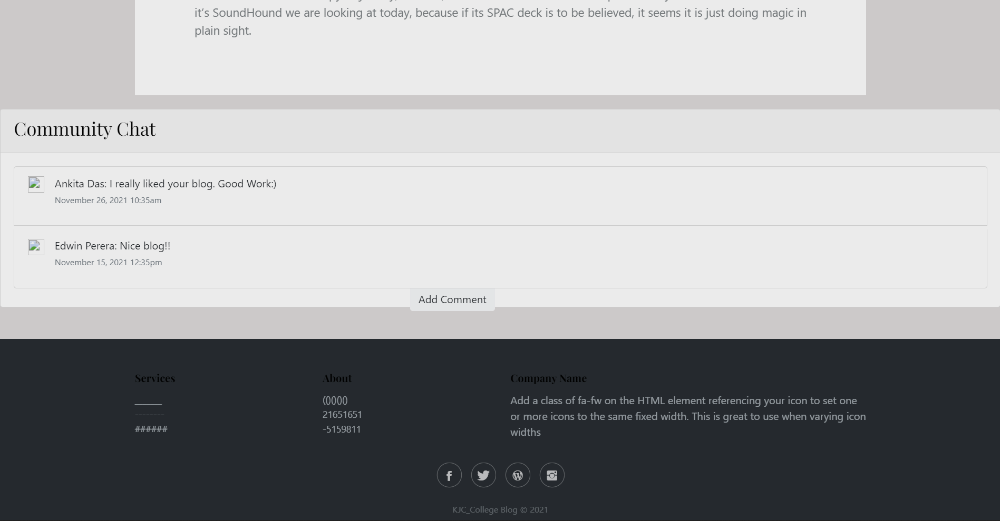 it’s SoundHound we are looking at today, because if its SPAC deck is to be believed, it seems it is just doing magic in
plain sight.
Community Chat
Ankita Das: I really liked your blog. Good Work:)
November 26, 2021 10:35am
Edwin Perera: Nice blog!!
November 15, 2021 12:35pm
Add Comment
Services
______
--------
######
About
()()()()
21651651
-5159811
Company Name
Add a class of fa-fw on the HTML element referencing your icon to set one
or more icons to the same fixed width. This is great to use when varying icon
widths
KJC_College Blog © 2021